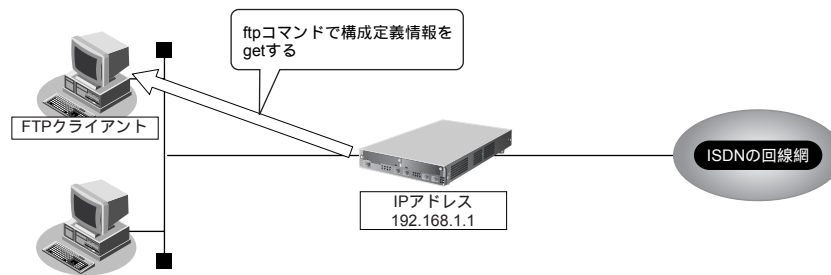 ftpコマンドで構成定義情報を
getする
FTPクライアント
ISDNの回線網
IPアドレス
192.168.1.1